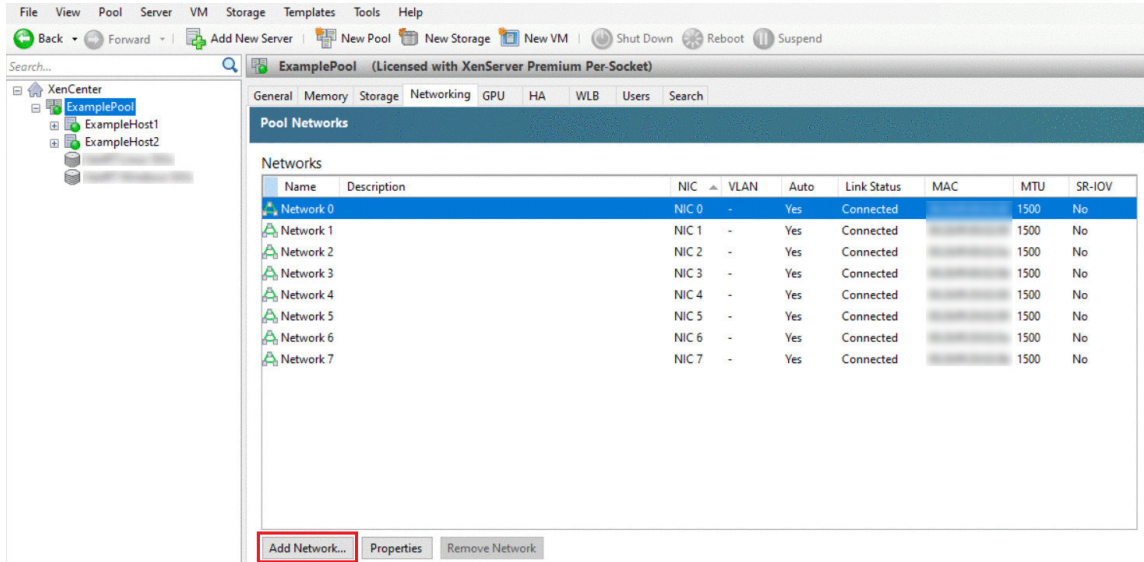 File View Pool Server VM Storage Templates Tools Help
Back Forward Add New Server New Pool New Storage New VM Shut Down Reboot Suspend
Search...
ExamplePool (Licensed with XenServer Premium Per-Socket)
XenCenter
ExamplePool
ExampleHost1
ExampleHost2
General Memory Storage Networking GPU HA WLB Users Search
Pool Networks
Networks
Name Description NIC VLAN Auto Link Status MAC MTU SR-IOV
Network 0 NIC 0 - Yes Connected 1500 No
Network 1 NIC 1 - Yes Connected 1500 No
Network 2 NIC 2 - Yes Connected 1500 No
Network 3 NIC 3 - Yes Connected 1500 No
Network 4 NIC 4 - Yes Connected 1500 No
Network 5 NIC 5 - Yes Connected 1500 No
Network 6 NIC 6 - Yes Connected 1500 No
Network 7 NIC 7 - Yes Connected 1500 No
Add Network... Properties Remove Network